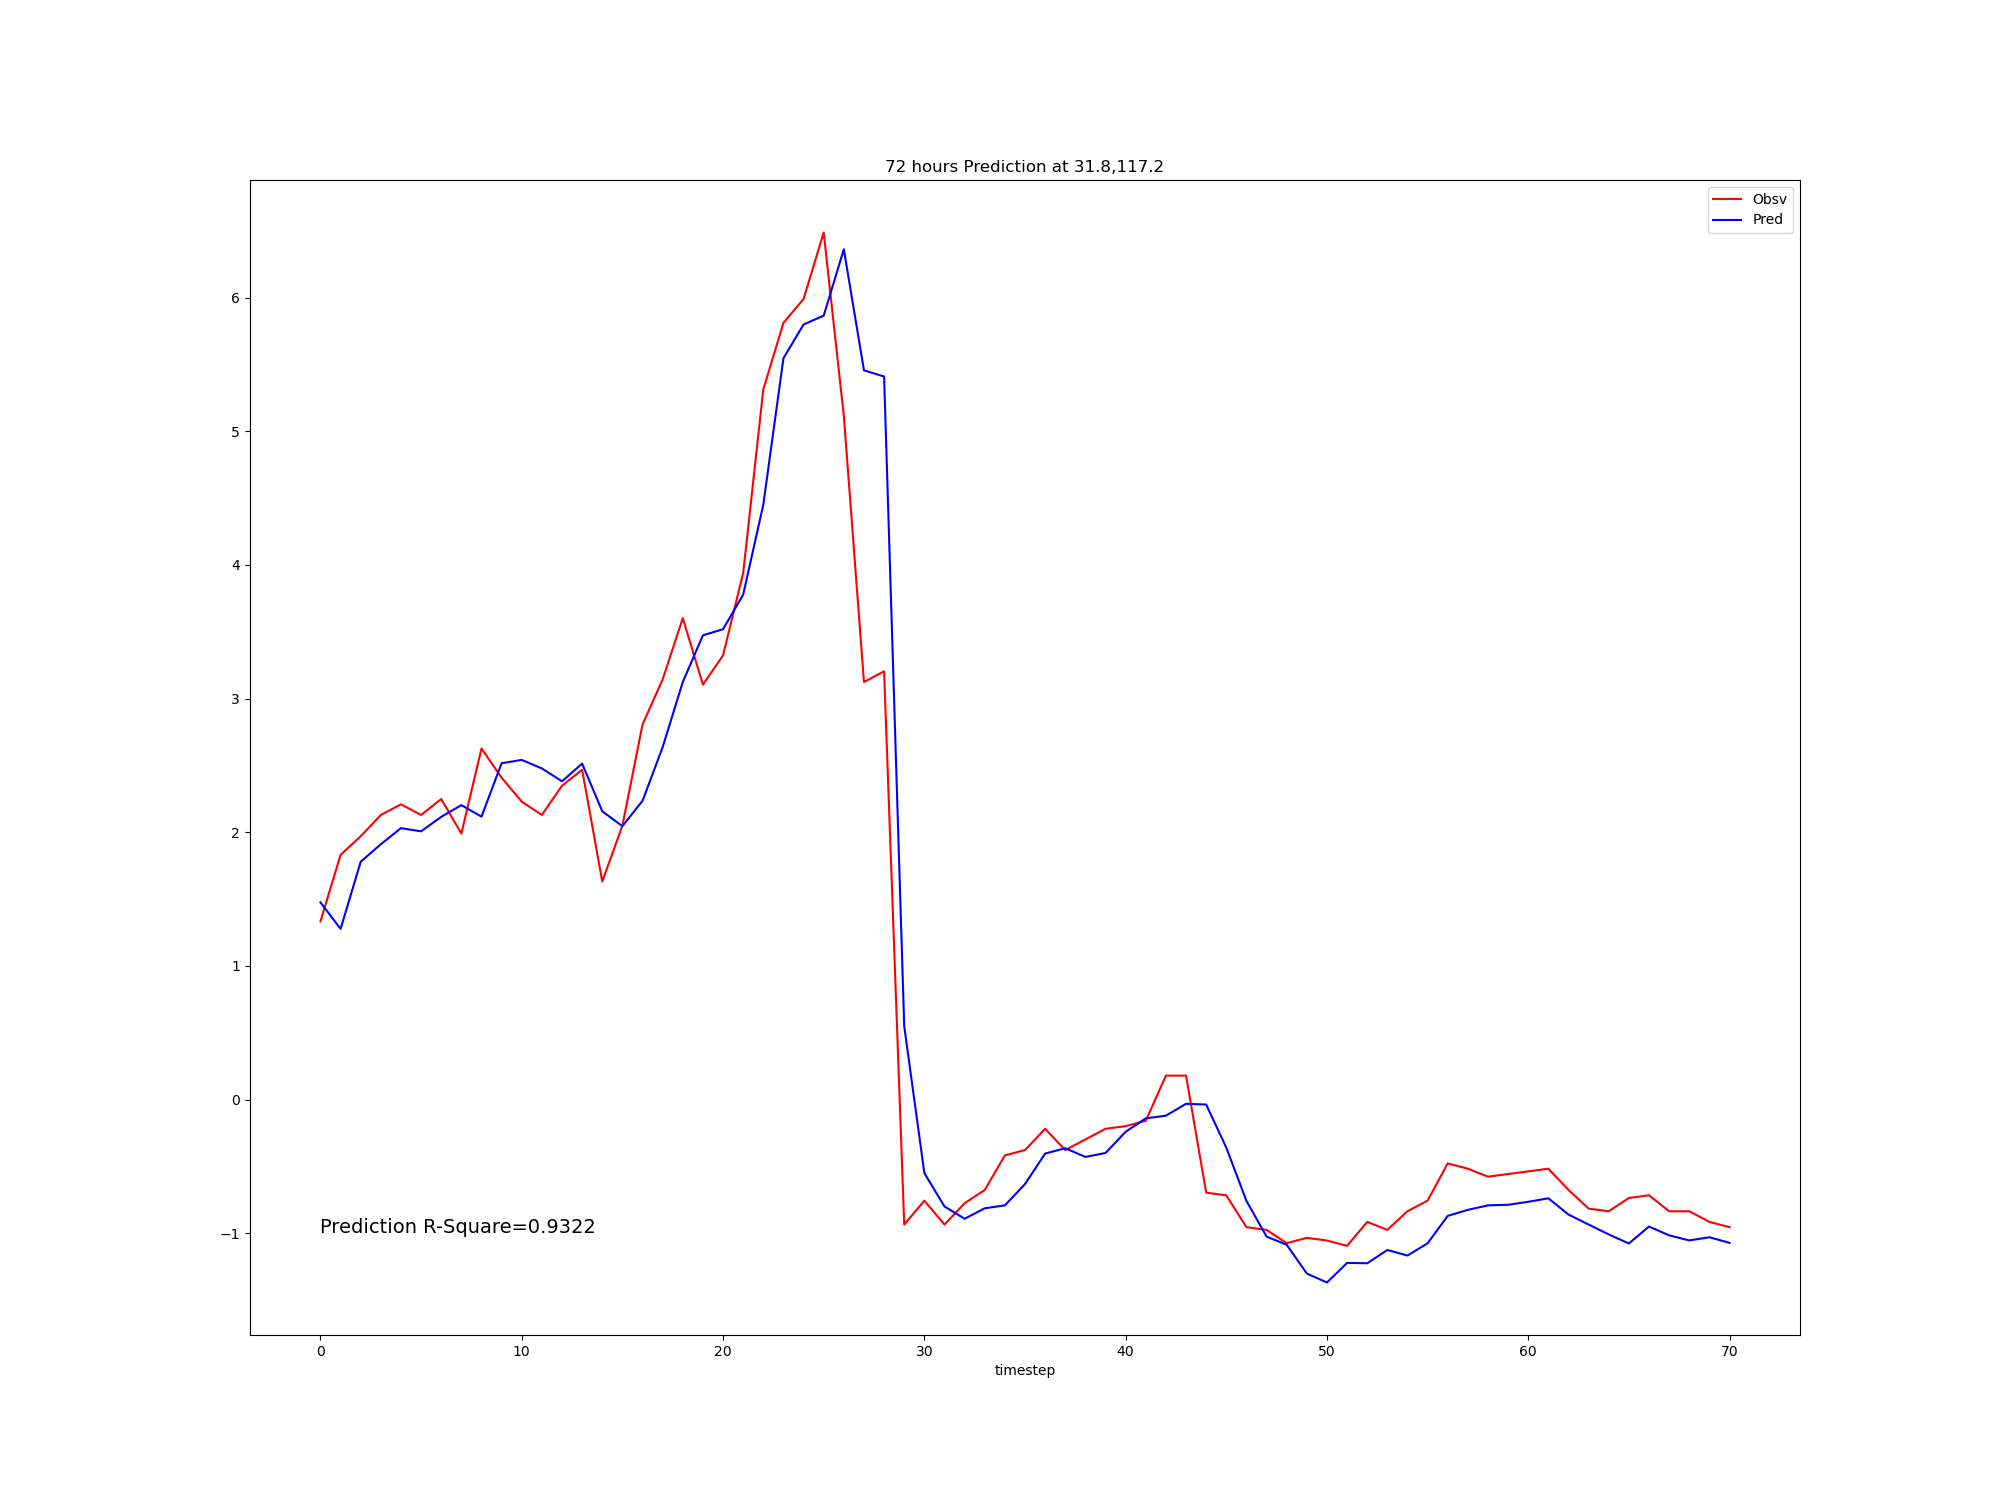 72 hours Prediction at 31.8,117.2
Obsv
Pred
6
5
4
3
2
1
0
−1
Prediction R-Square=0.9322
0 10 20 30 40 50 60 70
timestep